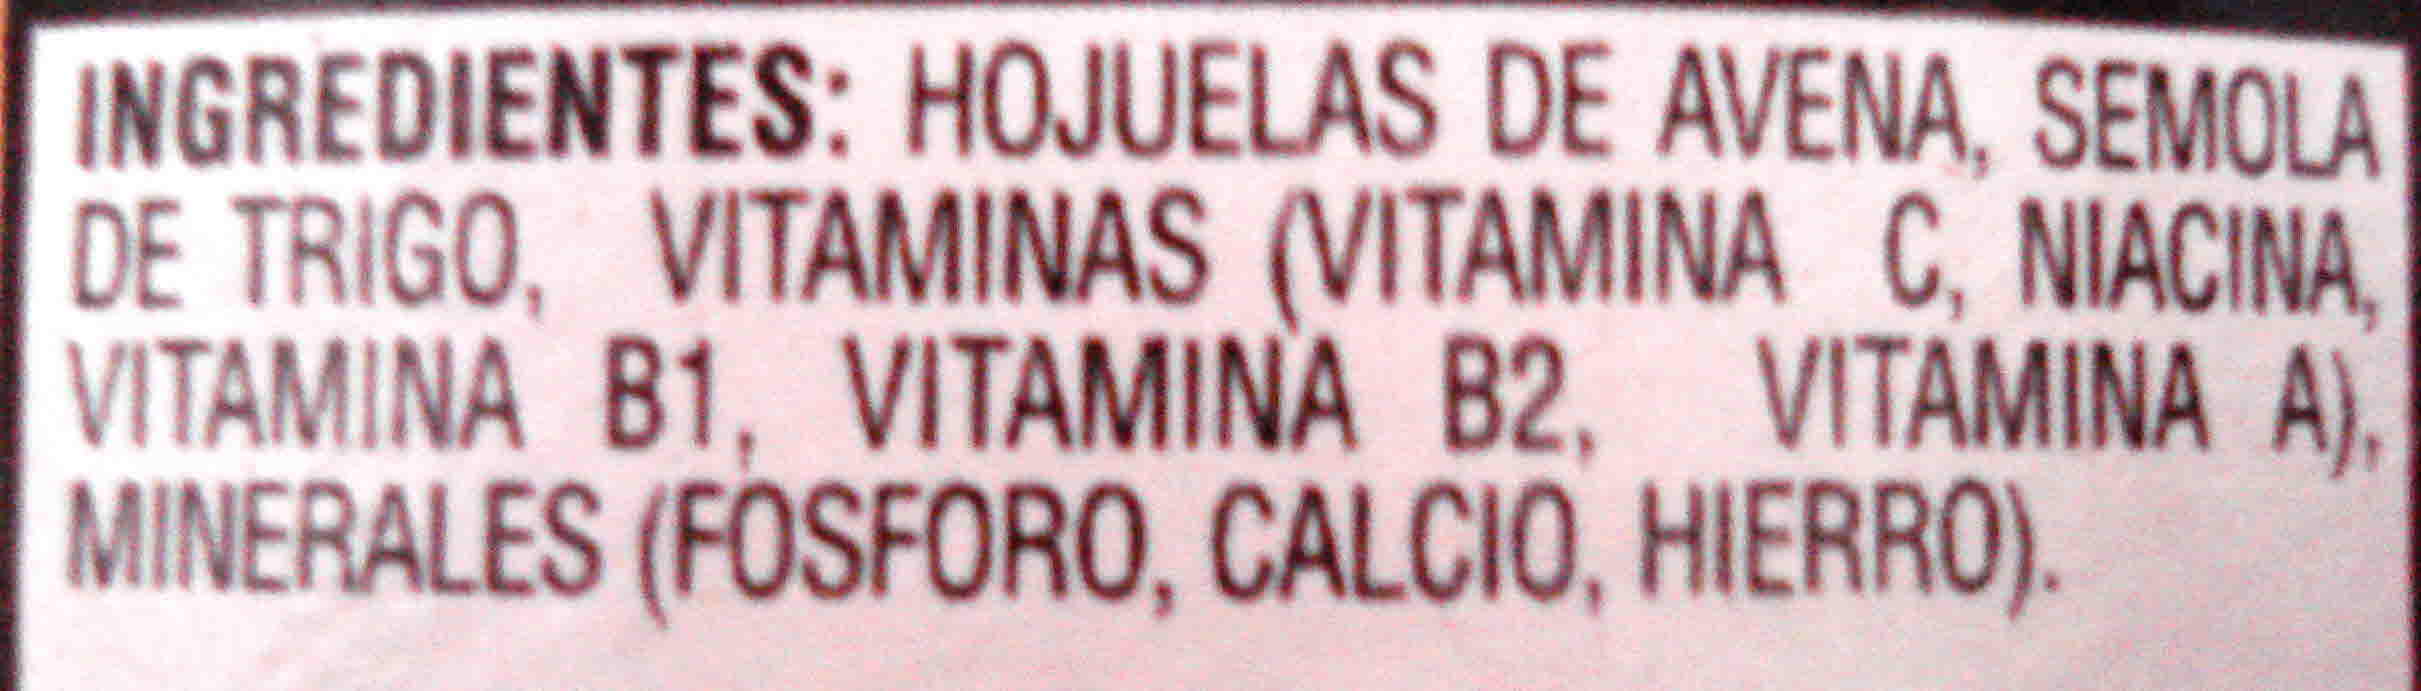 INGREDIENTES: HOJUELAS DE AVENA, SEMOLA
DE TRIGO, VITAMINAS (VITAMINA C, NIACINA,
VITAMINA B1, VITAMINA B2, VITAMINA A),
MINERALES (FOSFORO, CALCIO, HIERRO).